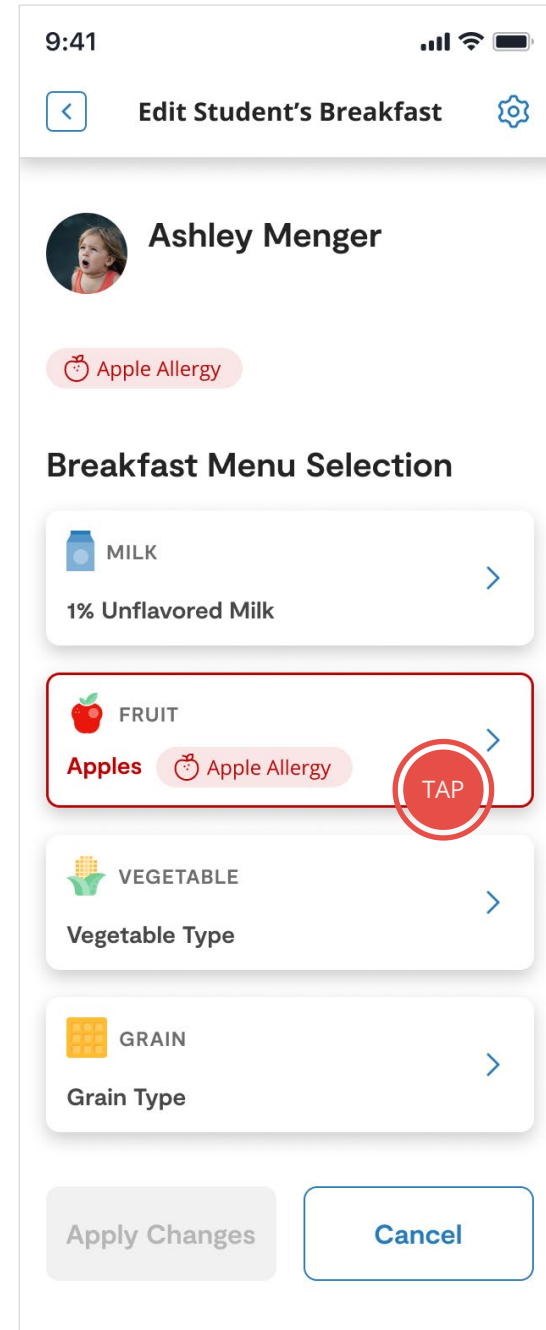 9:41
Edit Student’s Breakfast
Ashley Menger
Apple Allergy
Breakfast Menu Selection
MILK
1% Unflavored Milk
FRUIT
Apples Apple Allergy
TAP
VEGETABLE
Vegetable Type
GRAIN
Grain Type
Apply Changes Cancel